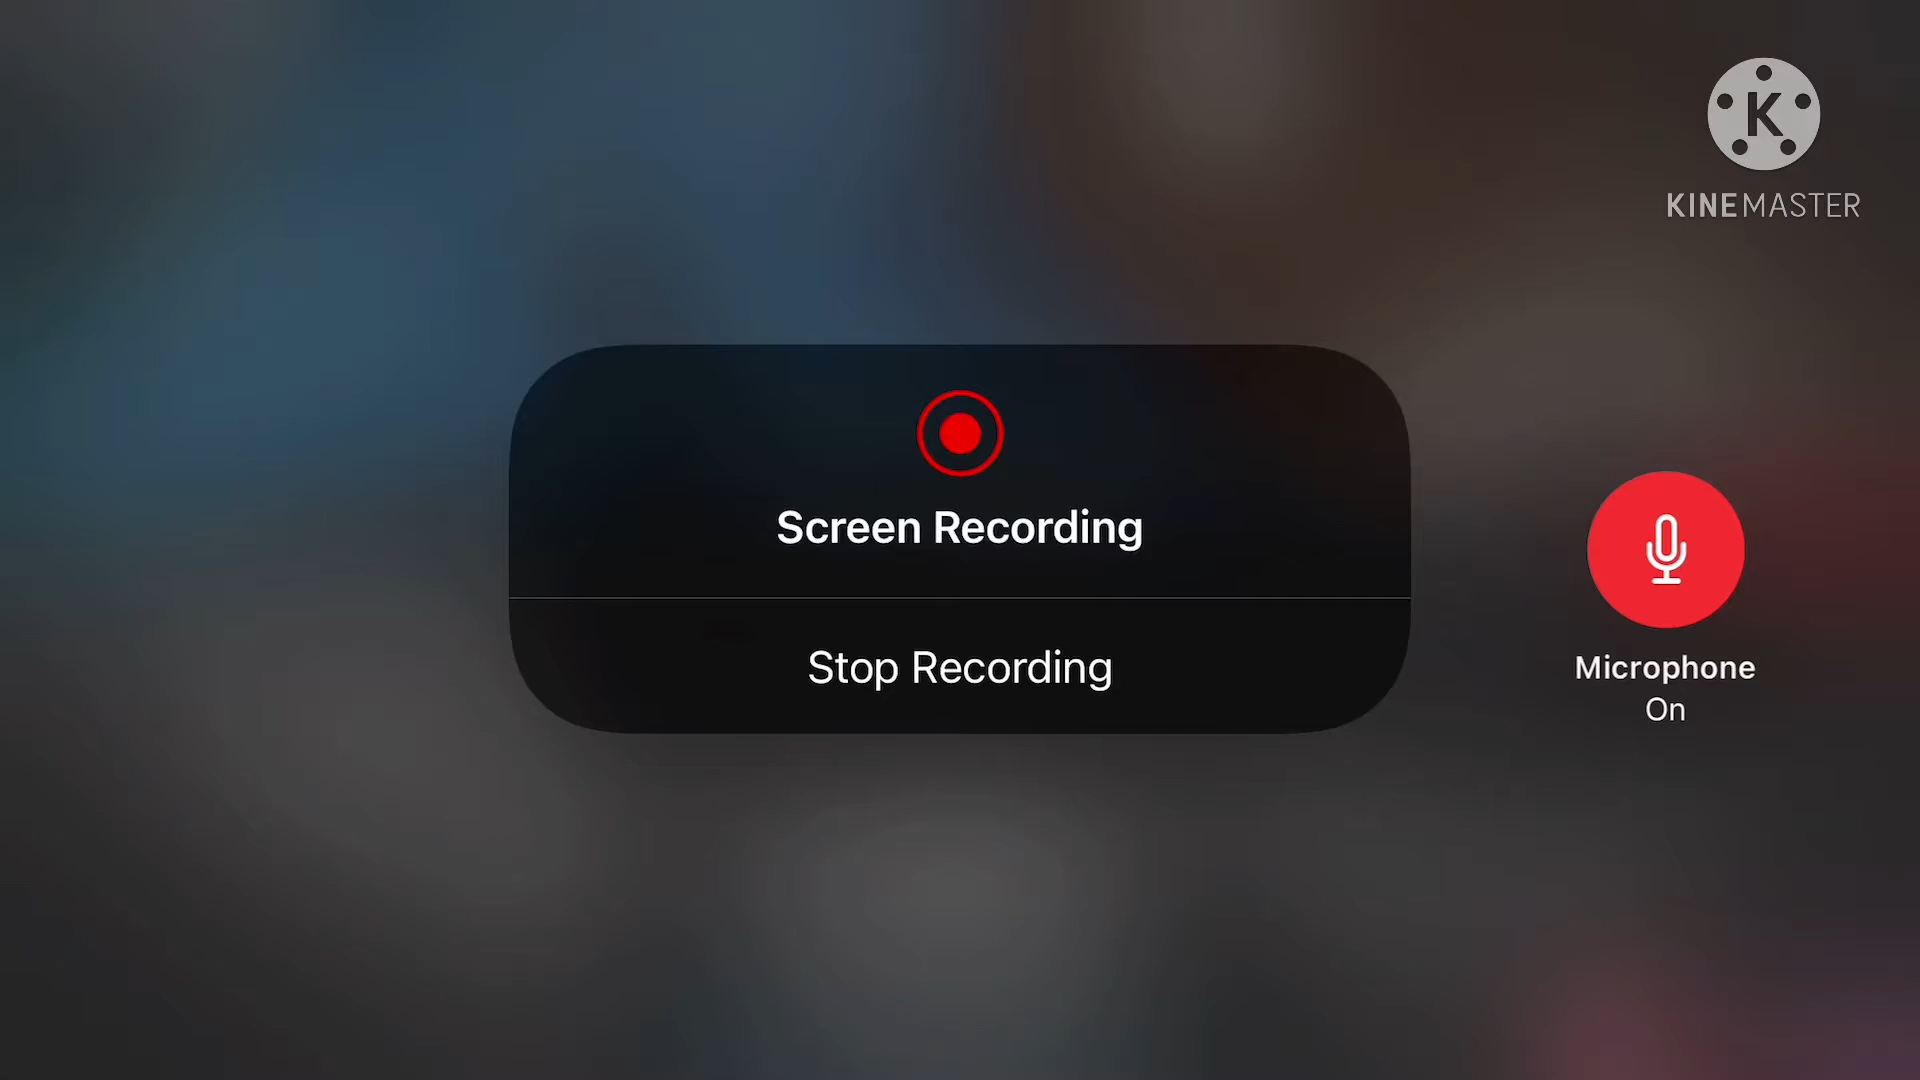 K
KINEMASTER
Screen Recording
Stop Recording
Microphone
On